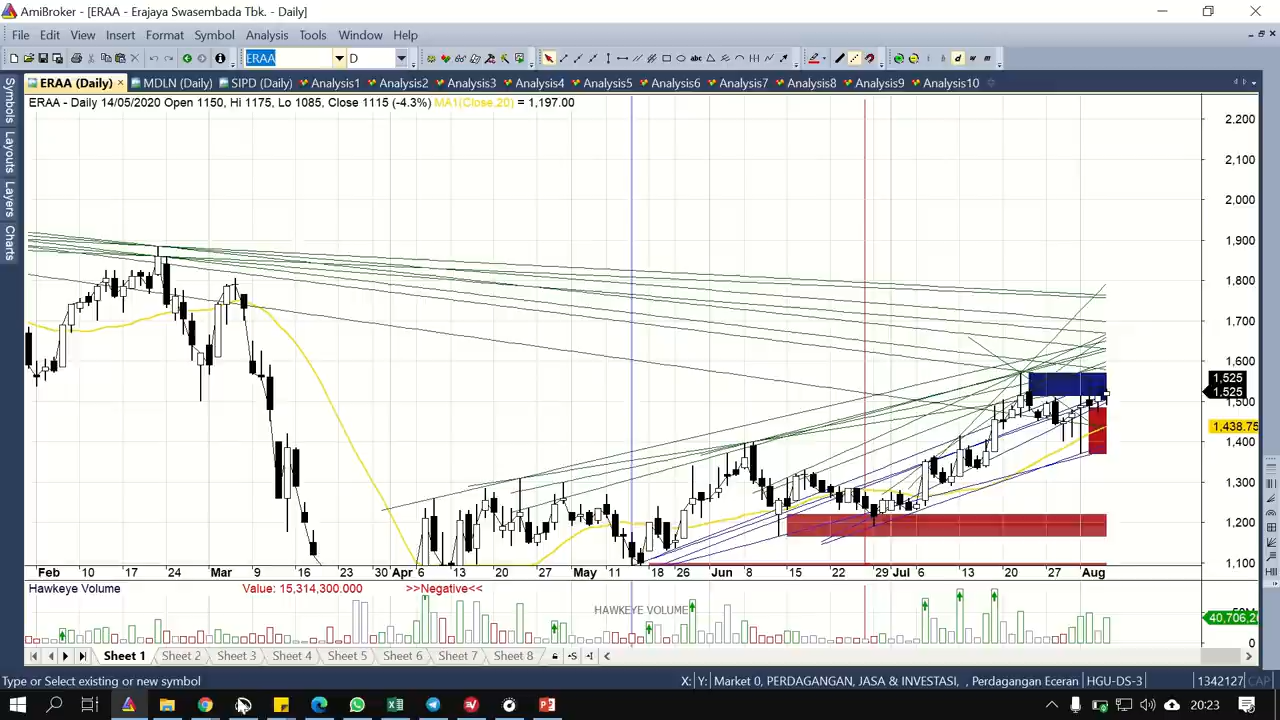 AmiBroker - [ERAA - Erajaya Swasembada Tbk. - Daily]
File Edit View Insert Format Symbol Analysis Tools Window Help
ERAA D
abc d w m
ERAA (Daily) × MDLN (Daily) SIPD (Daily) Analysis1 Analysis2 Analysis3 Analysis4 Analysis5 Analysis6 Analysis7 Analysis8 Analysis9 Analysis10
ERAA - Daily 14/05/2020 Open 1150, Hi 1175, Lo 1085, Close 1115 (-4.3%) MA1(Close,20) = 1,197.00
Symbols
Layouts
Layers
Charts
2,200
2,100
2,000
1,900
1,800
1,700
1,600
1,525
1,525
1,500
1,438.75
1,400
1,300
1,200
1,100
Feb 10 17 24 Mar 9 16 23 30 Apr 6 13 20 27 May 11 18 26 Jun 8 15 22 29 Jul 6 13 20 27 Aug
Hawkeye Volume Value: 15,314,300.000 >>Negative<<
HAWKEYE VOLUME
50M
40,706,20
0
Sheet 1 Sheet 2 Sheet 3 Sheet 4 Sheet 5 Sheet 6 Sheet 7 Sheet 8 -S -I
Type or Select existing or new symbol X: Y: Market 0, PERDAGANGAN, JASA & INVESTASI, , Perdagangan Eceran HGU-DS-3 1342127 CAP
20:23